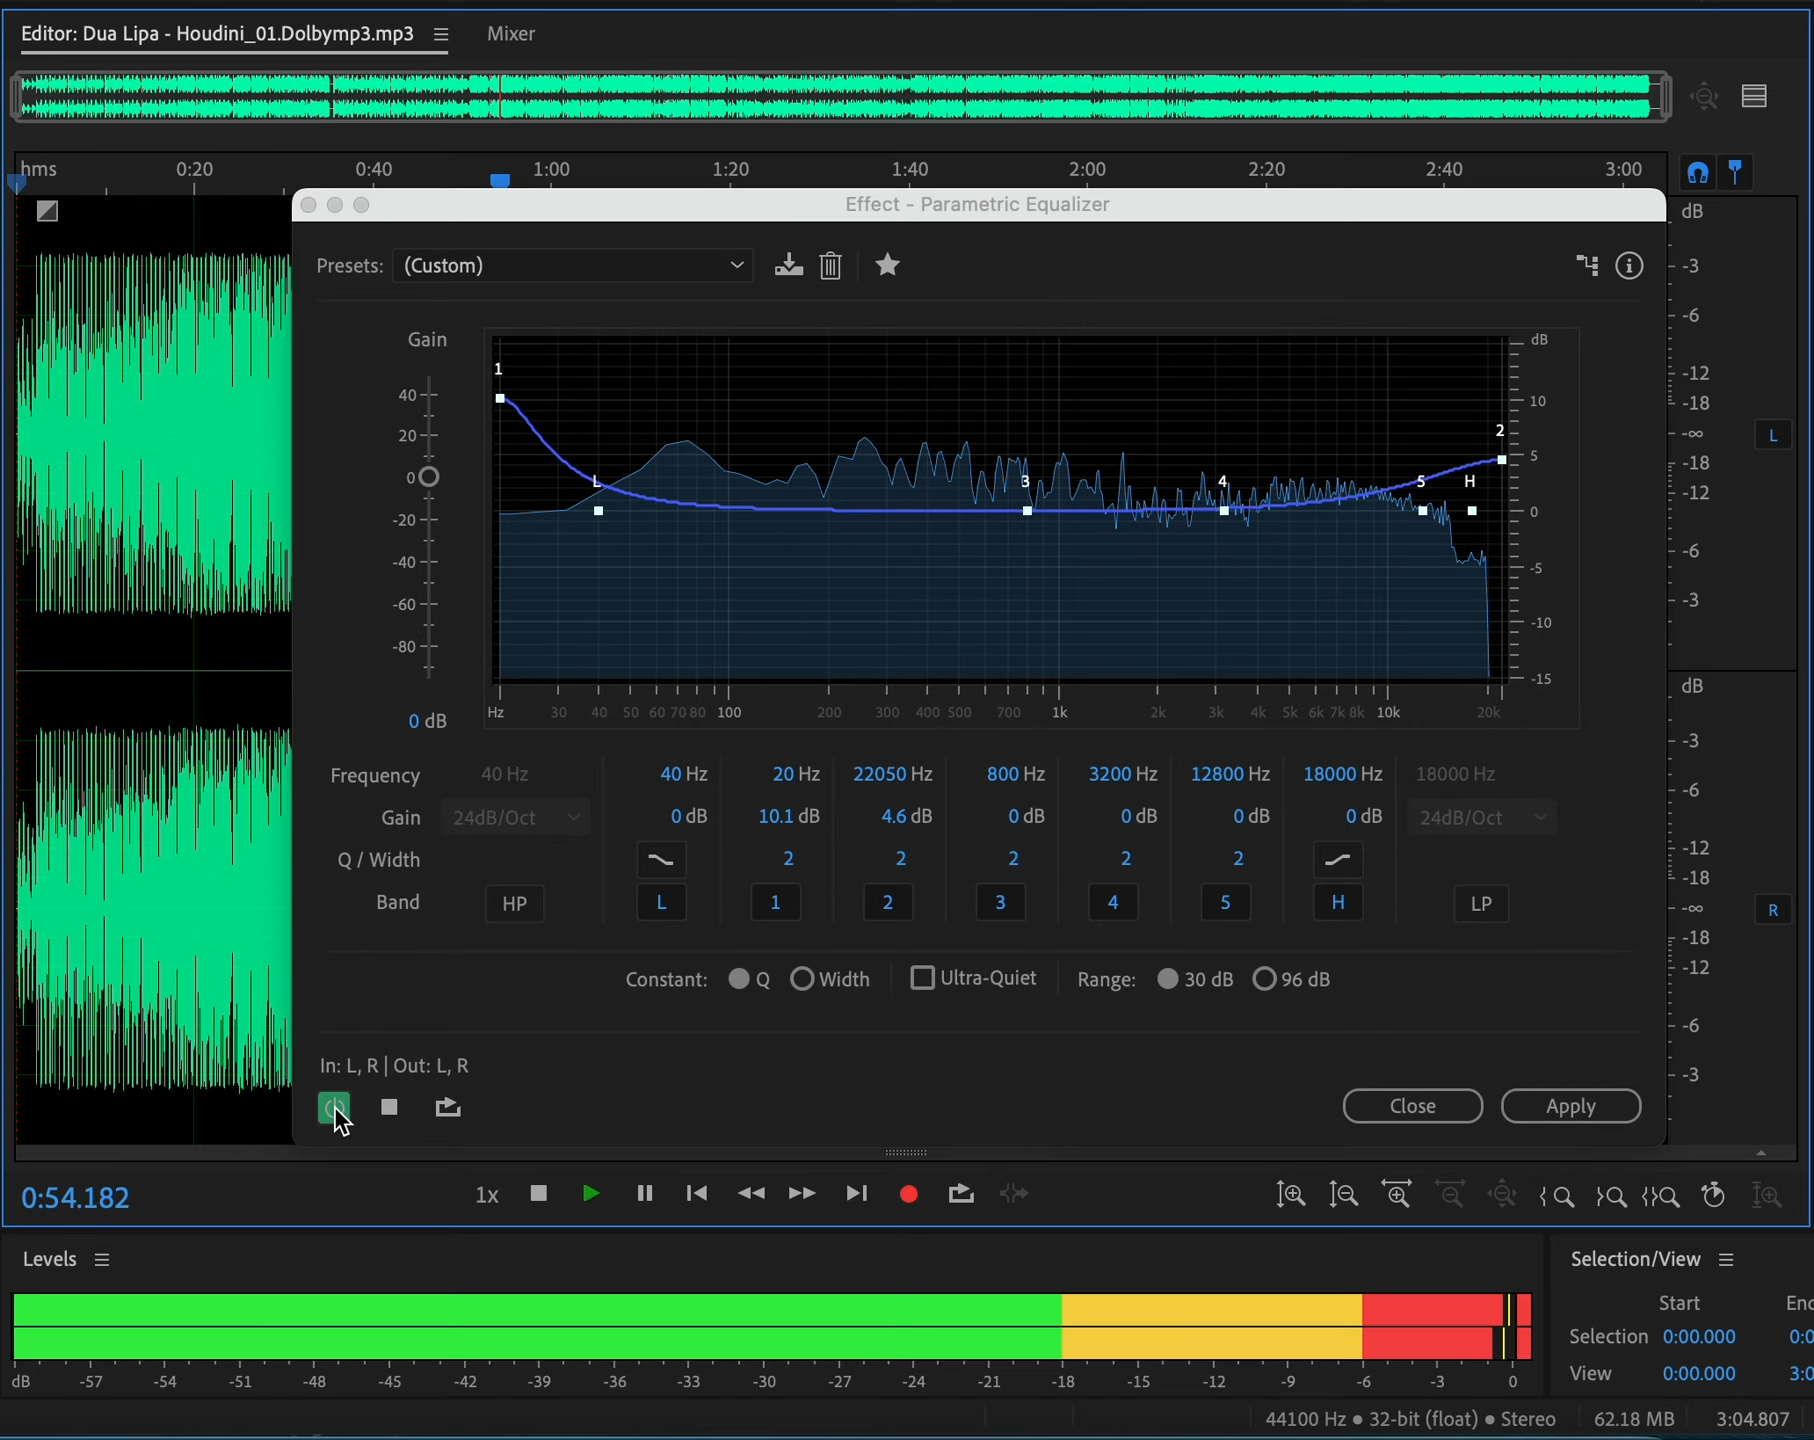 Editor: Dua Lipa - Houdini_01.Dolbymp3.mp3 Mixer
hms 0:20 0:40 1:00 1:20 1:40 2:00 2:20 2:40 3:00
Effect - Parametric Equalizer
Presets: (Custom)
Gain
40
20
0
-20
-40
-60
-80
0 dB
1
L
3
4
5
H
2
dB
10
5
0
-5
-10
-15
Hz 30 40 50 60 70 80 100 200 300 400 500 700 1k 2k 3k 4k 5k 6k 7k 8k 10k 20k
Frequency 40 Hz 40 Hz 20 Hz 22050 Hz 800 Hz 3200 Hz 12800 Hz 18000 Hz 18000 Hz
Gain 24dB/Oct 0 dB 10.1 dB 4.6 dB 0 dB 0 dB 0 dB 0 dB 24dB/Oct
Q / Width 2 2 2 2 2
Band HP L 1 2 3 4 5 H LP
Constant: Q Width Ultra-Quiet Range: 30 dB 96 dB
In: L, R | Out: L, R
Close Apply
dB
-3
-6
-12
-18
-∞
-18
-12
-6
-3
L
dB
-3
-6
-12
-18
-∞
-18
-12
-6
-3
R
0:54.182 1x
Levels
dB -57 -54 -51 -48 -45 -42 -39 -36 -33 -30 -27 -24 -21 -18 -15 -12 -9 -6 -3 0
Selection/View
Start
Selection 0:00.000
View 0:00.000
44100 Hz ● 32-bit (float) ● Stereo 62.18 MB 3:04.807